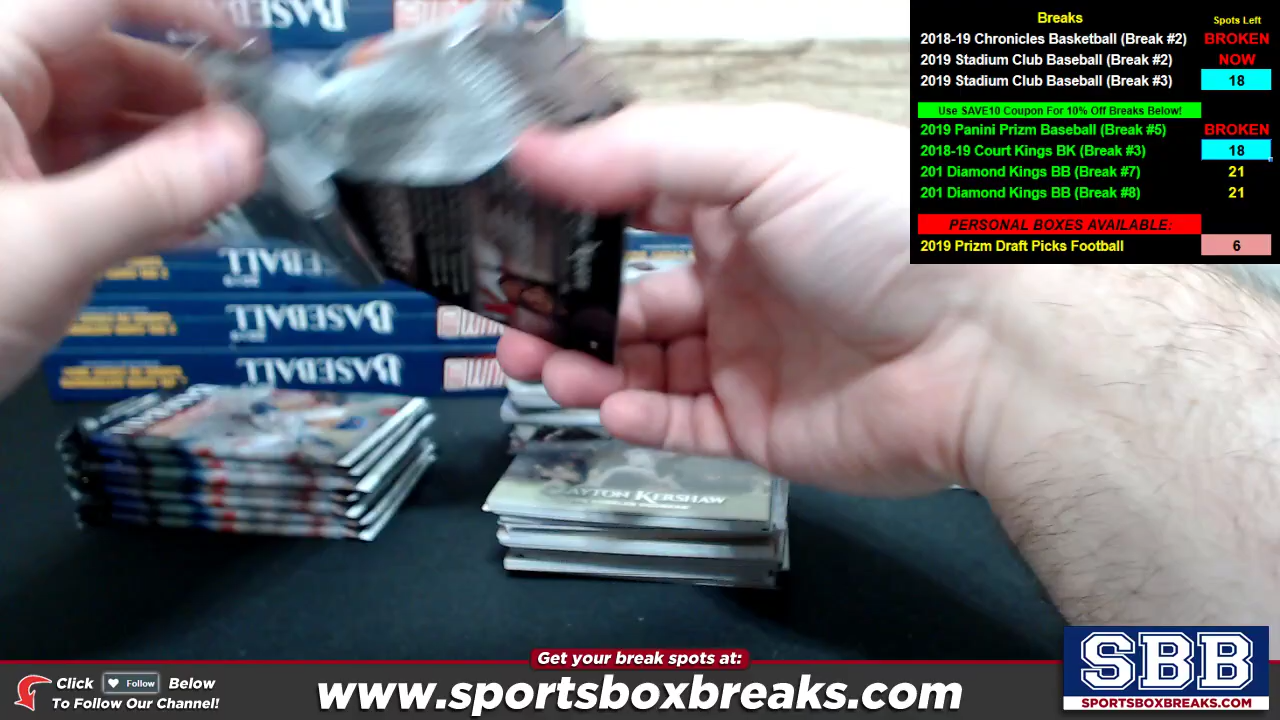 Breaks
Spots Left
2018-19 Chronicles Basketball (Break #2) BROKEN
2019 Stadium Club Baseball (Break #2) NOW
2019 Stadium Club Baseball (Break #3) 18
Use SAVE10 Coupon For 10% Off Breaks Below!
2019 Panini Prizm Baseball (Break #5) BROKEN
2018-19 Court Kings BK (Break #3) 18
201 Diamond Kings BB (Break #7) 21
201 Diamond Kings BB (Break #8) 21
PERSONAL BOXES AVAILABLE:
2019 Prizm Draft Picks Football 6
BASEBALL
BASEBALL
BASEBALL
BASEBALL
CLAYTON KERSHAW
Get your break spots at:
Click Follow Below
To Follow Our Channel!
www.sportsboxbreaks.com
SBB
SPORTSBOXBREAKS.COM